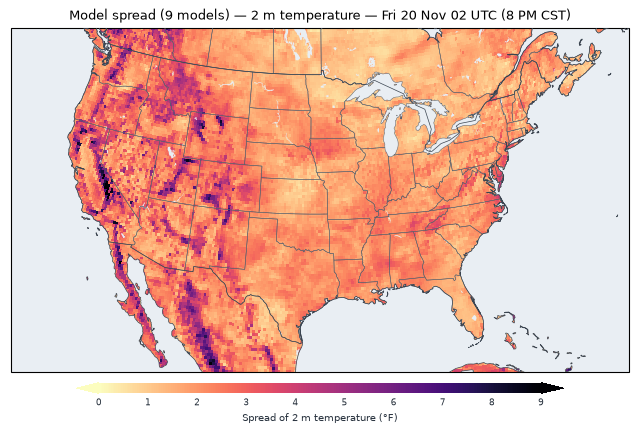 Model spread (9 models) — 2 m temperature — Fri 20 Nov 02 UTC (8 PM CST)
0 1 2 3 4 5 6 7 8 9
Spread of 2 m temperature (°F)